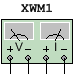 XWM1
+ V - + I -